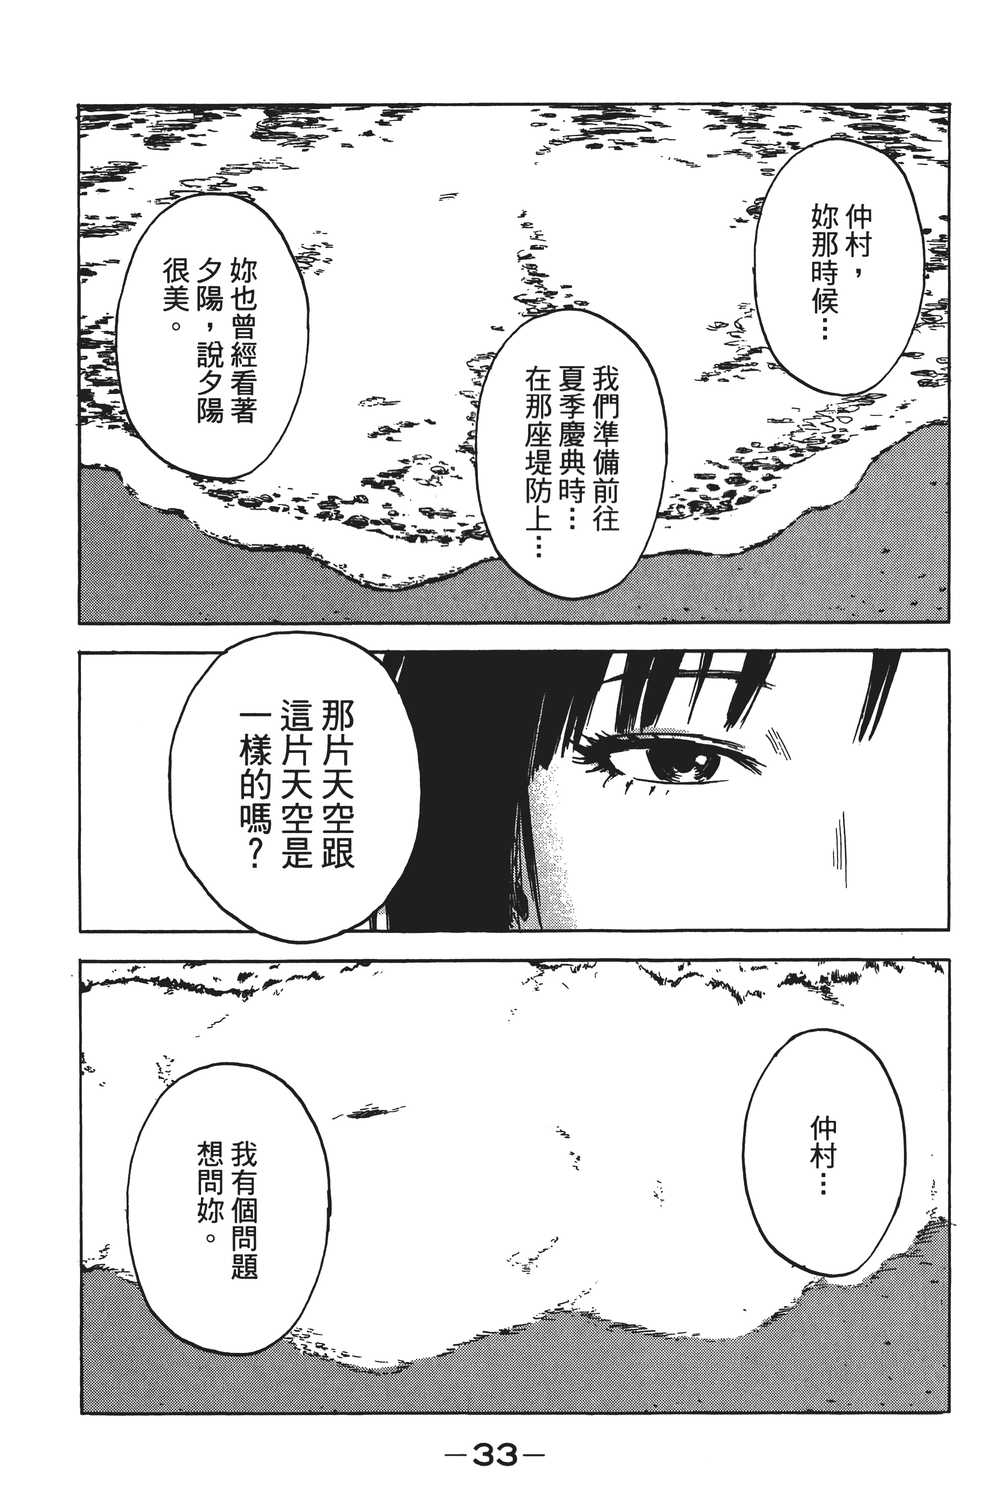 仲村，
妳那時候…
我們準備前往
夏季慶典時…
在那座堤防上…
妳也曾經看著
夕陽，說夕陽
很美。
那片天空跟
這片天空是
一樣的嗎？
仲村…
我有個問題
想問妳。
—33—